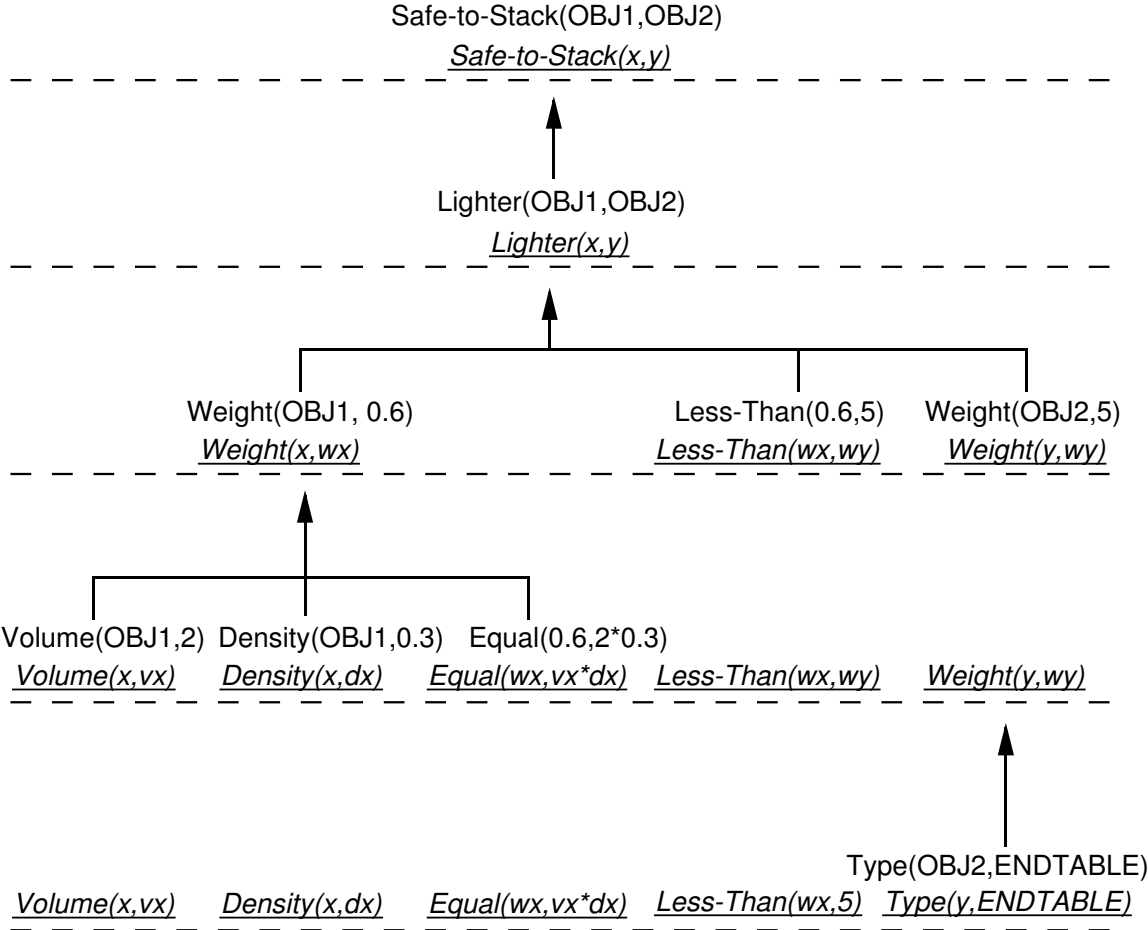 Safe-to-Stack(OBJ1,OBJ2)
Safe-to-Stack(x,y)
Lighter(OBJ1,OBJ2)
Lighter(x,y)
Weight(OBJ1, 0.6) Less-Than(0.6,5) Weight(OBJ2,5)
Weight(x,wx) Less-Than(wx,wy) Weight(y,wy)
Volume(OBJ1,2) Density(OBJ1,0.3) Equal(0.6,2*0.3)
Volume(x,vx) Density(x,dx) Equal(wx,vx*dx) Less-Than(wx,wy) Weight(y,wy)
Type(OBJ2,ENDTABLE)
Volume(x,vx) Density(x,dx) Equal(wx,vx*dx) Less-Than(wx,5) Type(y,ENDTABLE)